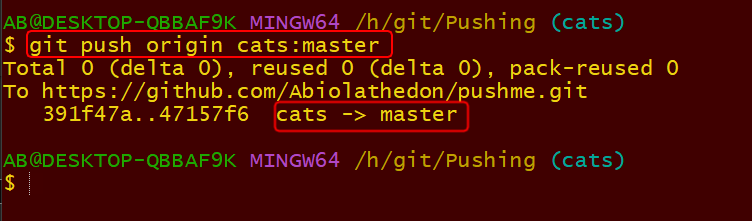 AB@DESKTOP-QBBAF9K MINGW64 /h/git/Pushing (cats)
$ git push origin cats:master
Total 0 (delta 0), reused 0 (delta 0), pack-reused 0
To https://github.com/Abiolathedon/pushme.git
   391f47a..47157f6  cats -> master
AB@DESKTOP-QBBAF9K MINGW64 /h/git/Pushing (cats)
$